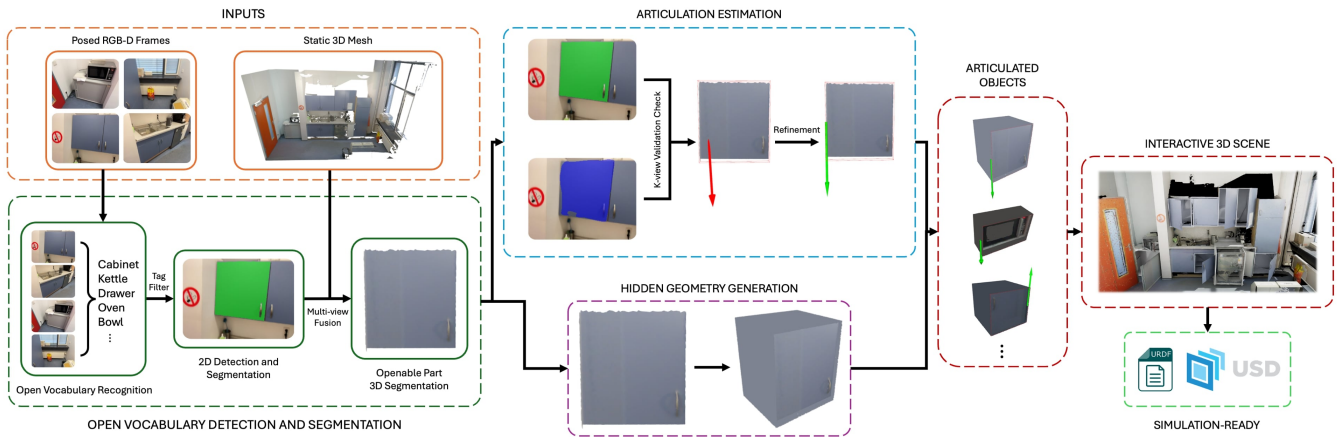 INPUTS
Posed RGB-D Frames
Static 3D Mesh
Cabinet
Kettle
Drawer
Oven
Bowl
⋮
Open Vocabulary Recognition
Tag
Filter
2D Detection and
Segmentation
Multi-view
Fusion
Openable Part
3D Segmentation
OPEN VOCABULARY DETECTION AND SEGMENTATION
ARTICULATION ESTIMATION
K-view Validation Check
Refinement
HIDDEN GEOMETRY GENERATION
ARTICULATED
OBJECTS
⋮
INTERACTIVE 3D SCENE
URDF
USD
SIMULATION-READY